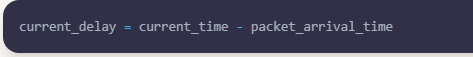 current_delay = current_time - packet_arrival_time